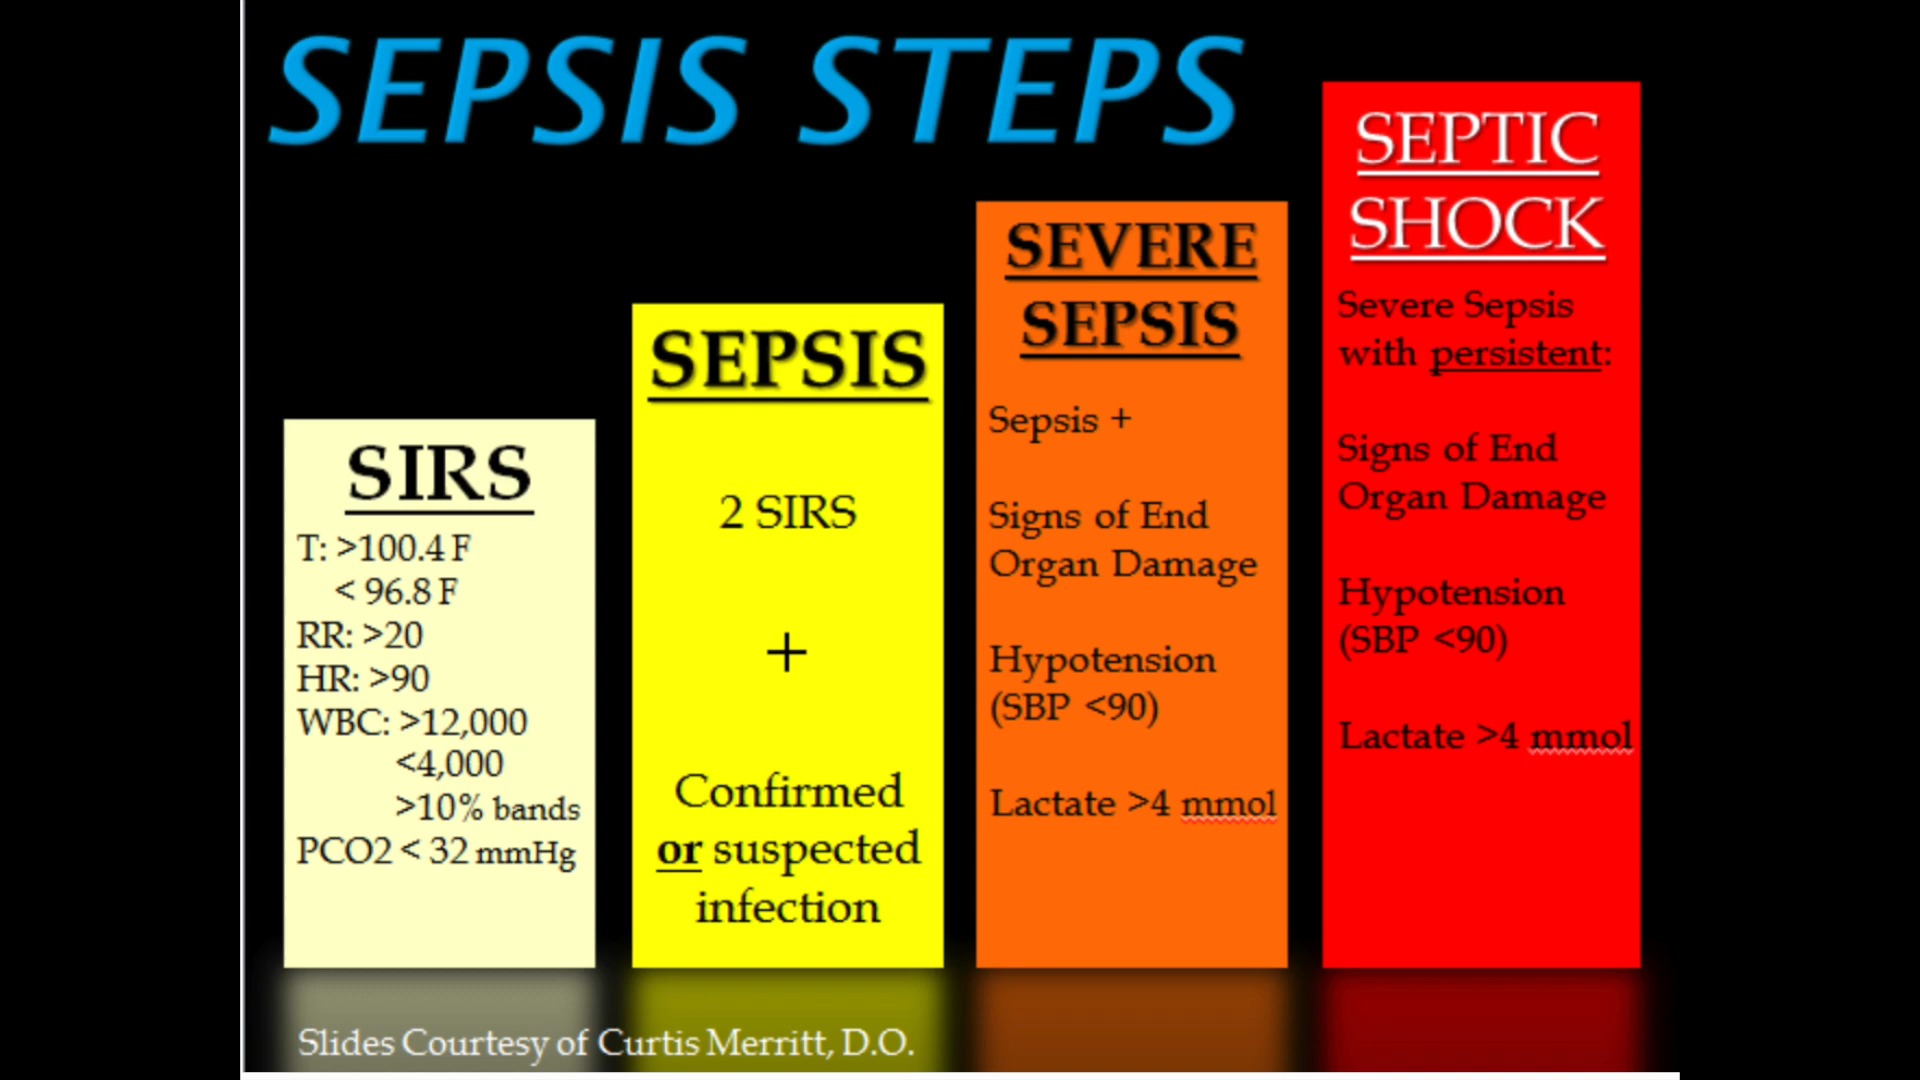 SEPSIS STEPS
SIRS
T: >100.4 F
< 96.8 F
RR: >20
HR: >90
WBC: >12,000
<4,000
>10% bands
PCO2 < 32 mmHg
SEPSIS
2 SIRS
+
Confirmed
or suspected
infection
SEVERE
SEPSIS
Sepsis +
Signs of End
Organ Damage
Hypotension
(SBP <90)
Lactate >4 mmol
SEPTIC
SHOCK
Severe Sepsis
with persistent:
Signs of End
Organ Damage
Hypotension
(SBP <90)
Lactate >4 mmol
Slides Courtesy of Curtis Merritt, D.O.